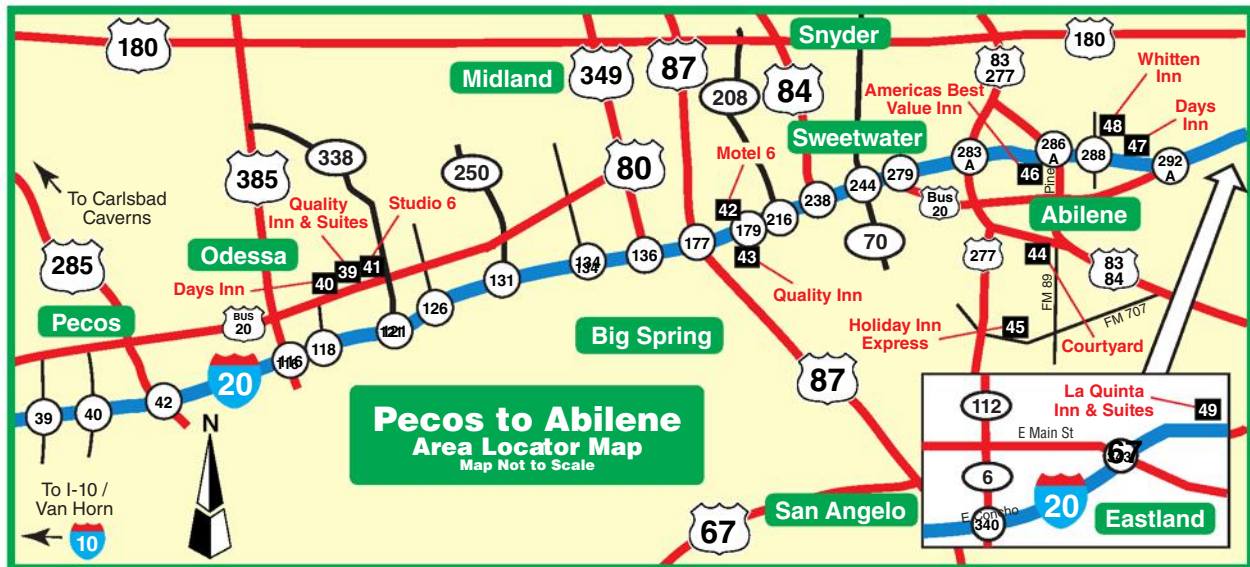 180
Snyder
180
83
277
Whitten
Inn
Midland
349
87
84
208
Americas Best
Value Inn
Days
Inn
48
47
Sweetwater
338
250
80
385
Motel 6
283
A
286
A
288
292
A
279
46
Pine
To Carlsbad
Caverns
Quality
Inn & Suites
Studio 6
42
244
238
216
179
Bus
20
Abilene
Odessa
285
39
41
40
Days Inn
43
Quality Inn
177
136
134
131
70
277
44
83
84
FM 89
FM 707
Pecos
BUS
20
126
121
118
116
Big Spring
Holiday Inn
Express
45
Courtyard
39
40
42
20
87
Pecos to Abilene
Area Locator Map
Map Not to Scale
N
La Quinta
Inn & Suites
49
112
E Main St
67
343
6
20
E Concho
340
Eastland
To I-10 /
Van Horn
10
San Angelo
67